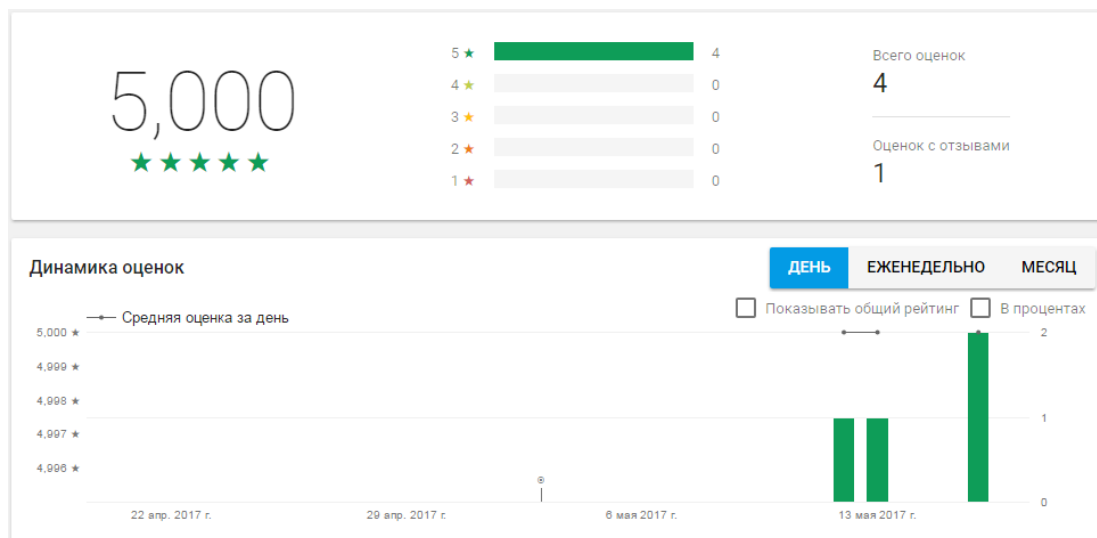 5,000
5 ★ 4
4 ★ 0
3 ★ 0
2 ★ 0
1 ★ 0
Всего оценок
4
Оценок с отзывами
1
Динамика оценок
ДЕНЬ ЕЖЕНЕДЕЛЬНО МЕСЯЦ
Показывать общий рейтинг В процентах
Средняя оценка за день
5,000 ★ 2
4,999 ★
4,998 ★
4,997 ★ 1
4,996 ★
0
22 апр. 2017 г. 29 апр. 2017 г. 6 мая 2017 г. 13 мая 2017 г.